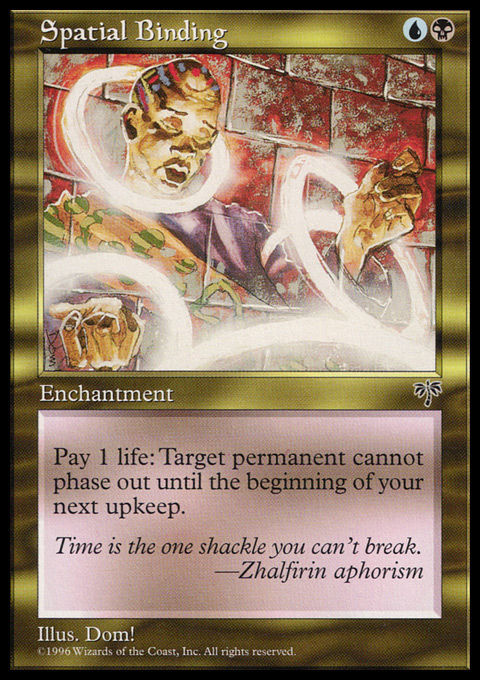 Spatial Binding
Enchantment
Pay 1 life: Target permanent cannot
phase out until the beginning of your
next upkeep.
Time is the one shackle you can't break.
—Zhalfirin aphorism
Illus. Dom!
©1996 Wizards of the Coast, Inc. All rights reserved.